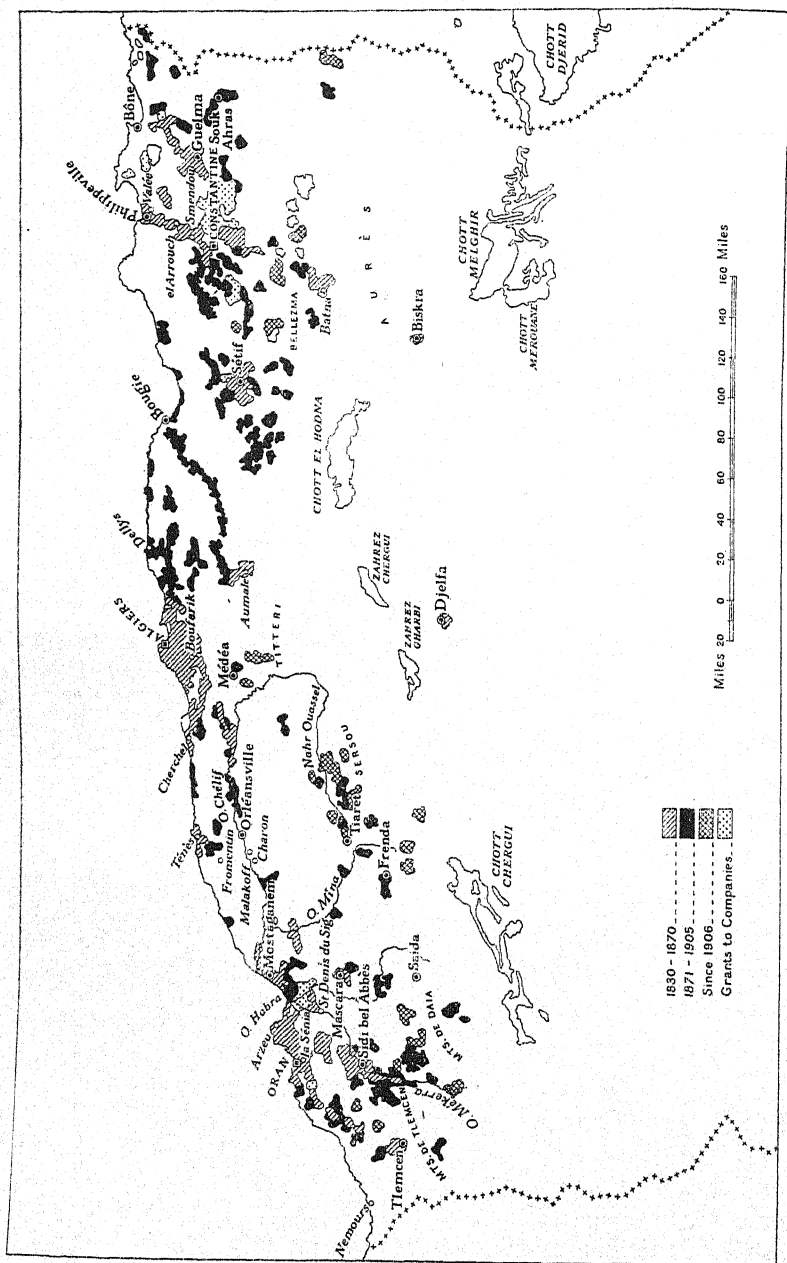 Nemours
Tlemcen
MTS. DE TLEMCEN
O. Mékerra
MTS. DE DAIA
ORAN
la Sénia
Arzeu
O. Habra
Sidi bel Abbès
Mascara
St Denis du Sig
Saïda
Mostaganem
O. Mina
Frenda
Tiaret
SERSOU
Nahr Ouassel
CHOTT
CHERGUI
Malakoff
Charon
Orléansville
Fromentin
O. Chélif
Ténès
Cherchel
Médéa
TITTERI
ALGIERS
Boufarik
Aumale
Dellys
ZAHREZ
GHARBI
ZAHREZ
CHERGUI
Djelfa
Bougie
CHOTT EL HODNA
Sétif
BELLEZMA
Batna
AURÈS
Biskra
el Arrouch
Philippeville
Valée
Smendou
CONSTANTINE
Guelma
Souk
Ahras
Bône
CHOTT
MELGHIR
CHOTT
MEROUANE
CHOTT
DJERID
1830 - 1870
1871 - 1905
Since 1906
Grants to Companies
Miles 20 0 20 40 60 80 100 120 140 160 Miles